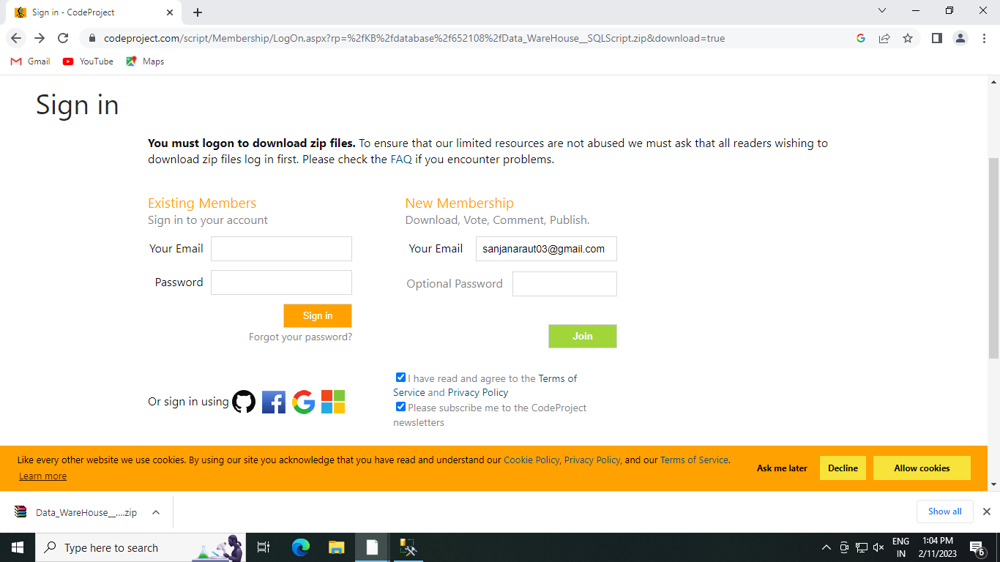 Sign in - CodeProject
codeproject.com/script/Membership/LogOn.aspx?rp=%2fKB%2fdatabase%2f652108%2fData_WareHouse__SQLScript.zip&download=true
Gmail YouTube Maps
Sign in
You must logon to download zip files. To ensure that our limited resources are not abused we must ask that all readers wishing to
download zip files log in first. Please check the FAQ if you encounter problems.
Existing Members
Sign in to your account
Your Email
Password
Sign in
Forgot your password?
Or sign in using
New Membership
Download, Vote, Comment, Publish.
Your Email sanjanaraut03@gmail.com
Optional Password
Join
I have read and agree to the Terms of
Service and Privacy Policy
Please subscribe me to the CodeProject
newsletters
Like every other website we use cookies. By using our site you acknowledge that you have read and understand our Cookie Policy, Privacy Policy, and our Terms of Service.
Learn more
Ask me later Decline Allow cookies
Data_WareHouse__....zip
Show all
Type here to search
ENG
IN
1:04 PM
2/11/2023
6